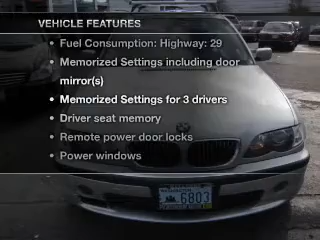 VEHICLE FEATURES
• Fuel Consumption: Highway: 29
• Memorized Settings including door
mirror(s)
• Memorized Settings for 3 drivers
• Driver seat memory
• Remote power door locks
• Power windows
WASHINGTON
6803